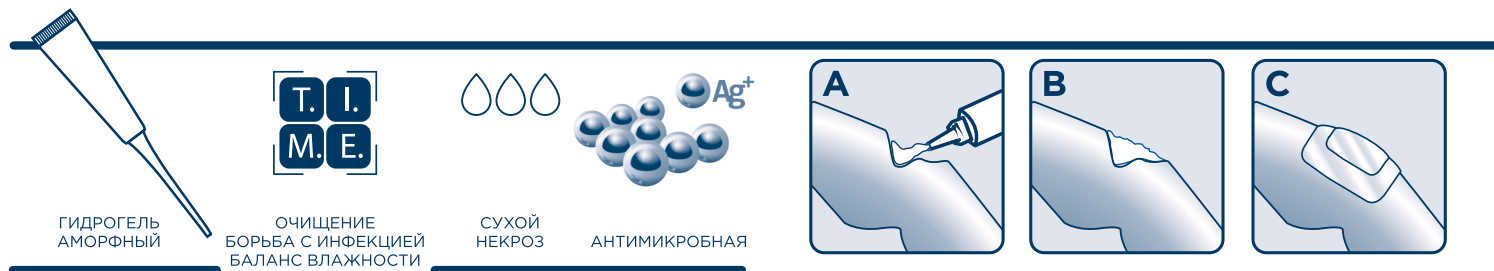 T. I.
M. E.
Ag+
A
B
C
ГИДРОГЕЛЬ
АМОРФНЫЙ
ОЧИЩЕНИЕ
БОРЬБА С ИНФЕКЦИЕЙ
БАЛАНС ВЛАЖНОСТИ
СУХОЙ
НЕКРОЗ
АНТИМИКРОБНАЯ